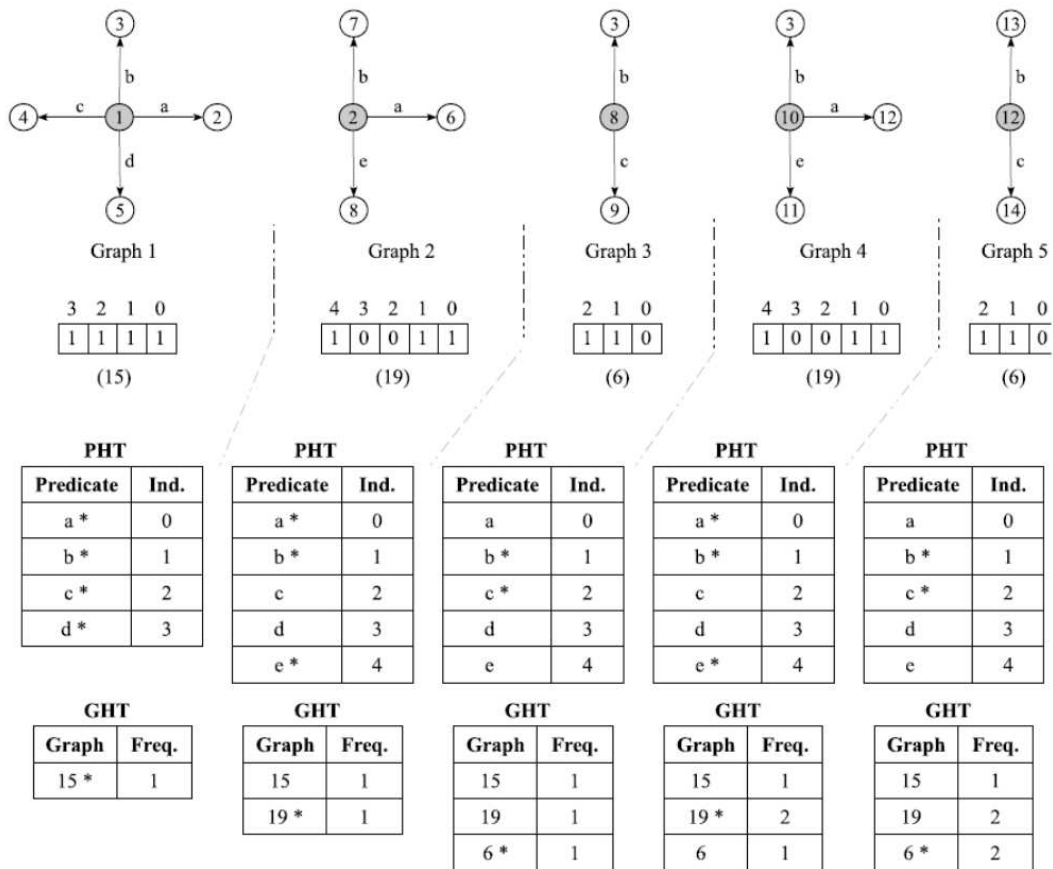 3 7 3 3 13
b b b b b
4 c 1 a 2 2 a 6 8 10 a 12 12
d e c e c
5 8 9 11 14
Graph 1 Graph 2 Graph 3 Graph 4 Graph 5
3 2 1 0 4 3 2 1 0 2 1 0 4 3 2 1 0 2 1 0
1 1 1 1 1 0 0 1 1 1 1 0 1 0 0 1 1 1 1 0
(15) (19) (6) (19) (6)
PHT PHT PHT PHT PHT
Predicate Ind. Predicate Ind. Predicate Ind. Predicate Ind. Predicate Ind.
a * 0 a * 0 a 0 a * 0 a 0
b * 1 b * 1 b * 1 b * 1 b * 1
c * 2 c 2 c * 2 c 2 c * 2
d * 3 d 3 d 3 d 3 d 3
e * 4 e 4 e * 4 e 4
GHT GHT GHT GHT GHT
Graph Freq. Graph Freq. Graph Freq. Graph Freq. Graph Freq.
15 * 1 15 1 15 1 15 1 15 1
19 * 1 19 1 19 * 2 19 2
6 * 1 6 1 6 * 2